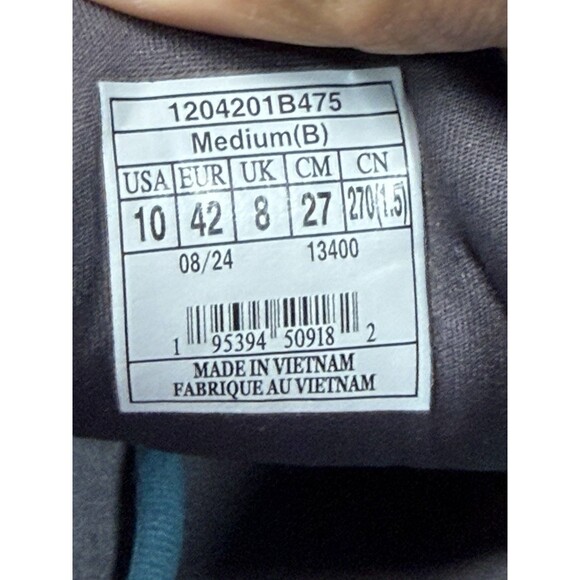 1204201B475
Medium(B)
USA EUR UK CM CN
10 42 8 27 270(1.5)
08/24 13400
1 95394 50918 2
MADE IN VIETNAM
FABRIQUE AU VIETNAM